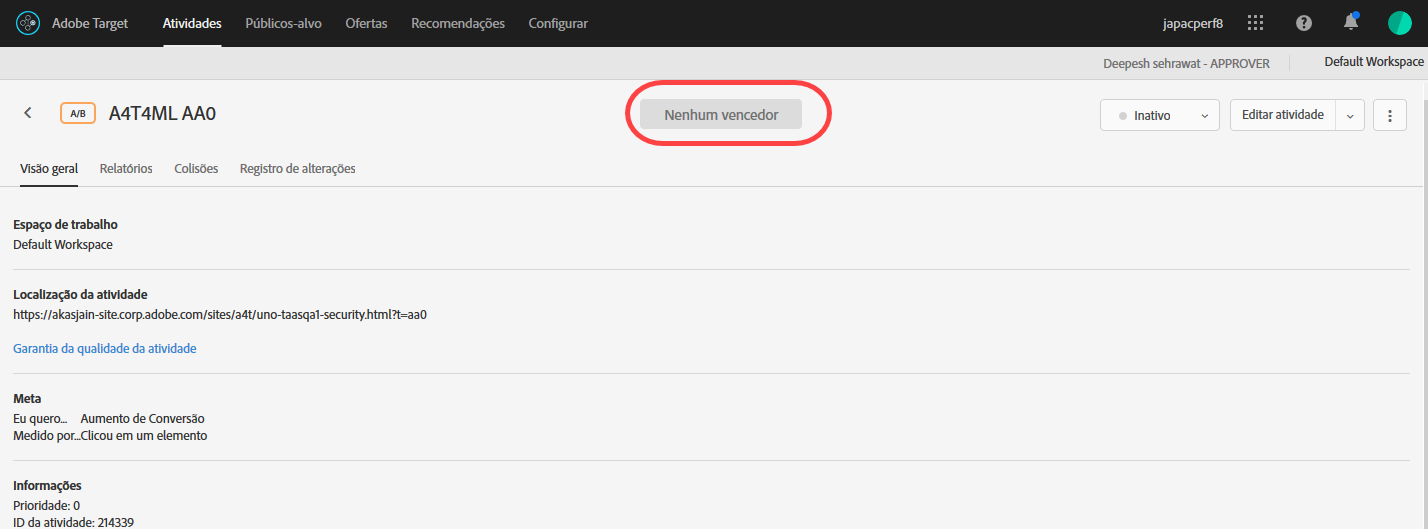 Adobe Target Atividades Públicos-alvo Ofertas Recomendações Configurar japacperf8
Deepesh sehrawat - APPROVER Default Workspace
A/B A4T4ML AA0 Nenhum vencedor Inativo Editar atividade
Visão geral Relatórios Colisões Registro de alterações
Espaço de trabalho
Default Workspace
Localização da atividade
https://akasjain-site.corp.adobe.com/sites/a4t/uno-taasqa1-security.html?t=aa0
Garantia da qualidade da atividade
Meta
Eu quero... Aumento de Conversão
Medido por...Clicou em um elemento
Informações
Prioridade: 0
ID da atividade: 214339